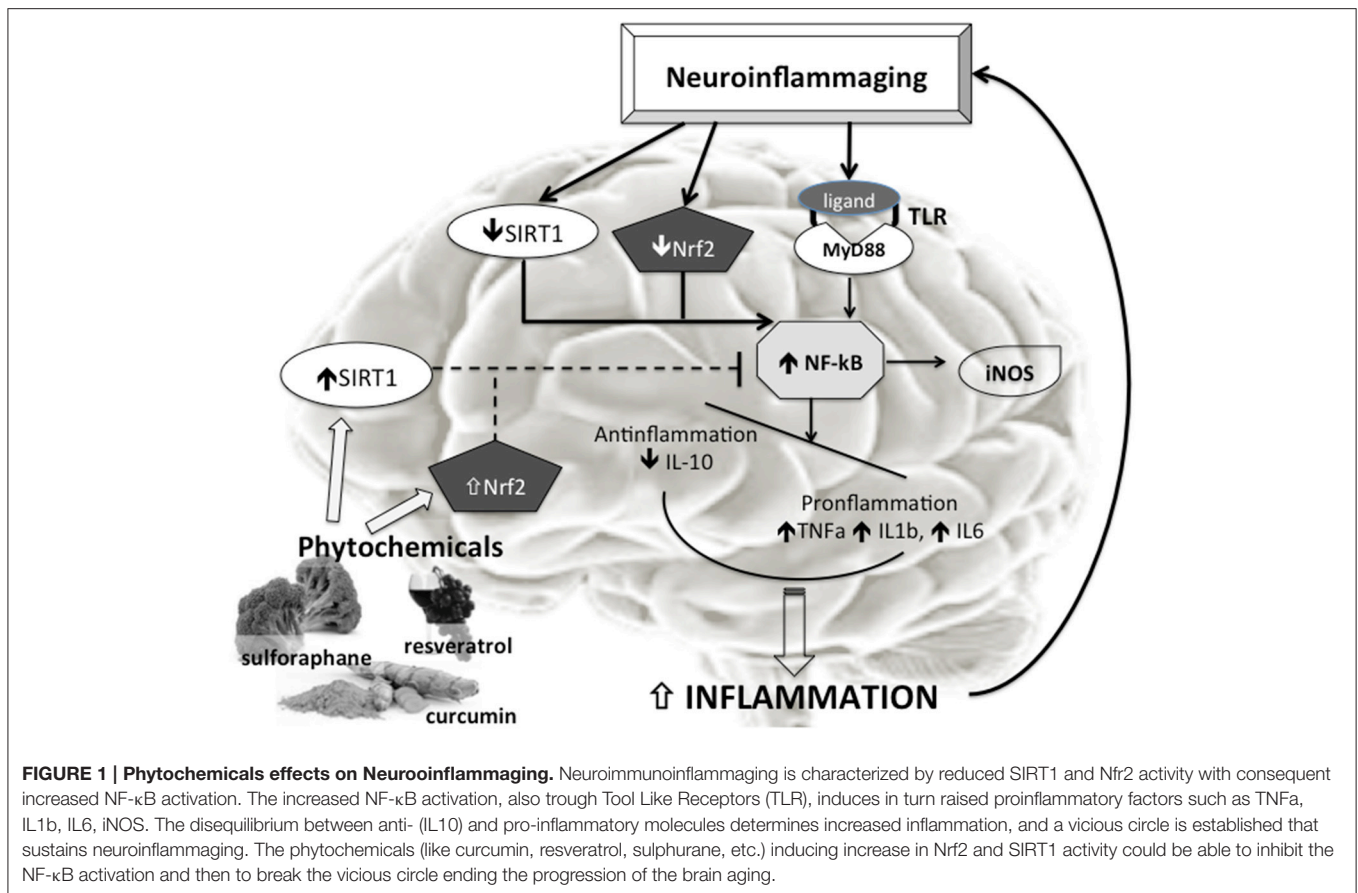 Neuroinflammaging
ligand
TLR
MyD88
↓SIRT1
↓Nrf2
↑SIRT1
↑ NF-kB
iNOS
Antinflammation
↓ IL-10
⇧Nrf2
Pronflammation
↑TNFa ↑ IL1b, ↑ IL6
Phytochemicals
sulforaphane
resveratrol
curcumin
⇧ INFLAMMATION
FIGURE 1 | Phytochemicals effects on Neurooinflammaging. Neuroimmunoinflammaging is characterized by reduced SIRT1 and Nfr2 activity with consequent
increased NF-κB activation. The increased NF-κB activation, also trough Tool Like Receptors (TLR), induces in turn raised proinflammatory factors such as TNFa,
IL1b, IL6, iNOS. The disequilibrium between anti- (IL10) and pro-inflammatory molecules determines increased inflammation, and a vicious circle is established that
sustains neuroinflammaging. The phytochemicals (like curcumin, resveratrol, sulphurane, etc.) inducing increase in Nrf2 and SIRT1 activity could be able to inhibit the
NF-κB activation and then to break the vicious circle ending the progression of the brain aging.